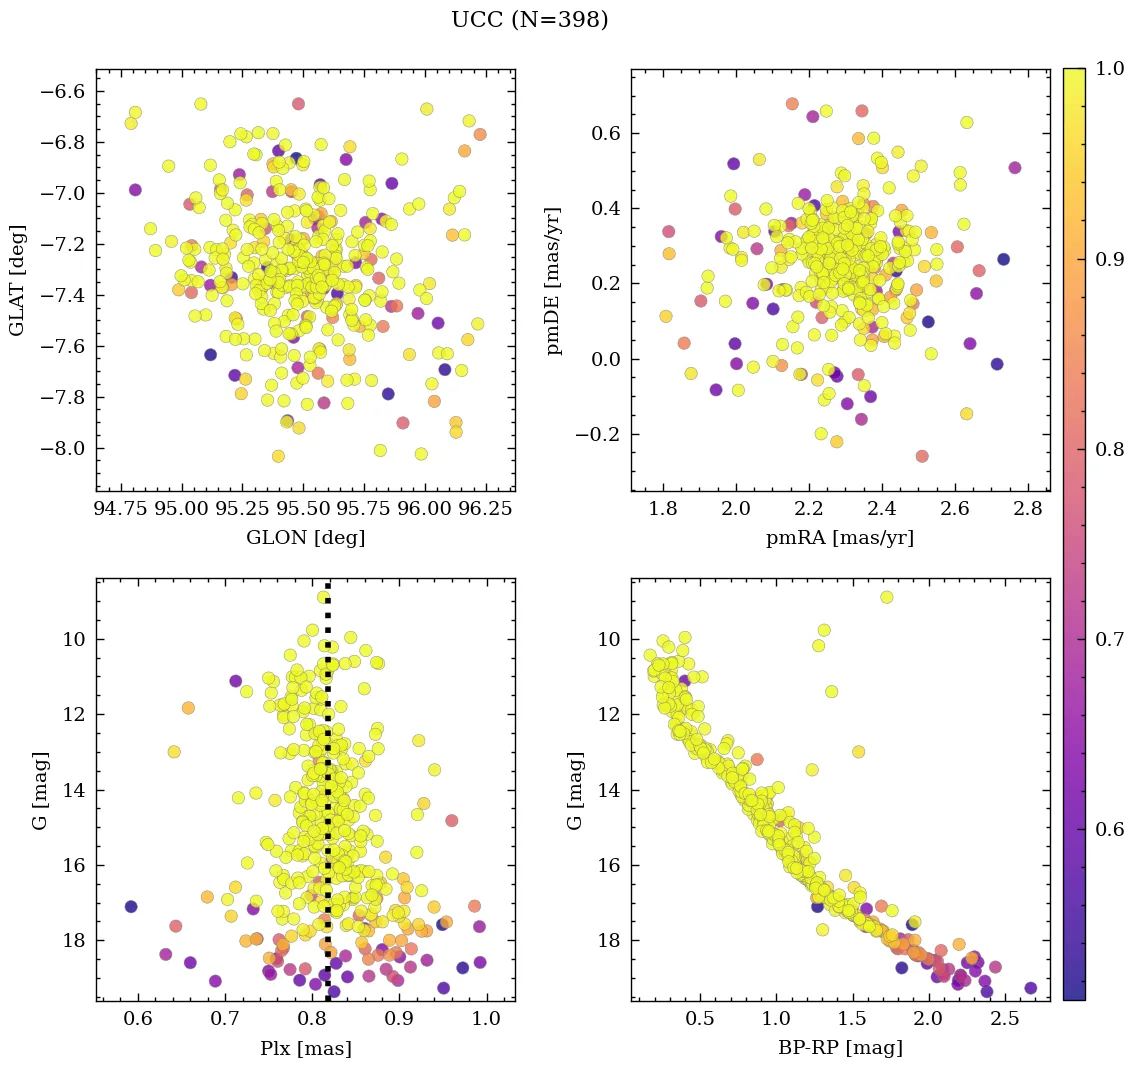 UCC (N=398)
−6.6
−6.8
−7.0
−7.2
−7.4
−7.6
−7.8
−8.0
GLAT [deg]
94.75 95.00 95.25 95.50 95.75 96.00 96.25
GLON [deg]
0.6
0.4
0.2
0.0
−0.2
pmDE [mas/yr]
1.8 2.0 2.2 2.4 2.6 2.8
pmRA [mas/yr]
1.0
0.9
0.8
0.7
0.6
10
12
14
16
18
G [mag]
0.6 0.7 0.8 0.9 1.0
Plx [mas]
10
12
14
16
18
G [mag]
0.5 1.0 1.5 2.0 2.5
BP-RP [mag]